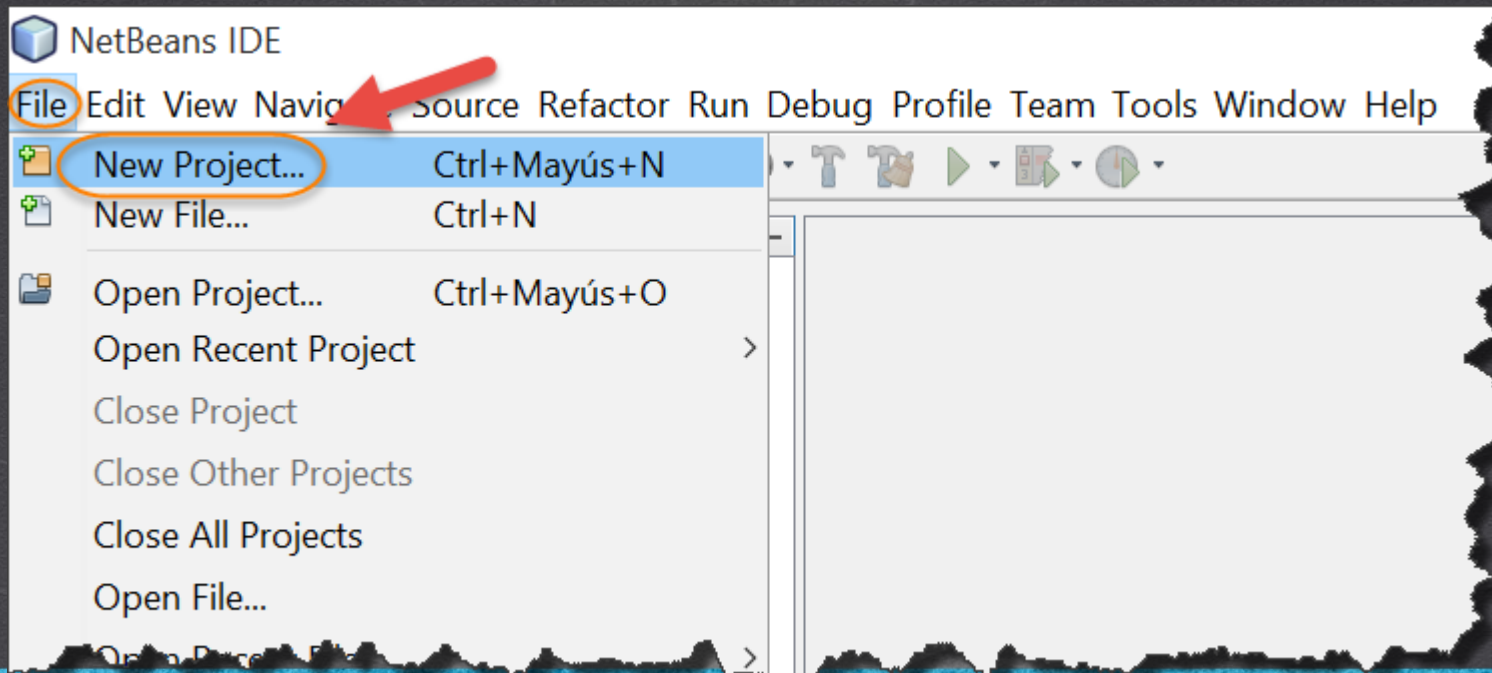 NetBeans IDE
File Edit View Source Refactor Run Debug Profile Team Tools Window Help
New Project... Ctrl+Mayús+N
New File... Ctrl+N
Open Project... Ctrl+Mayús+O
Open Recent Project
Close Project
Close Other Projects
Close All Projects
Open File...